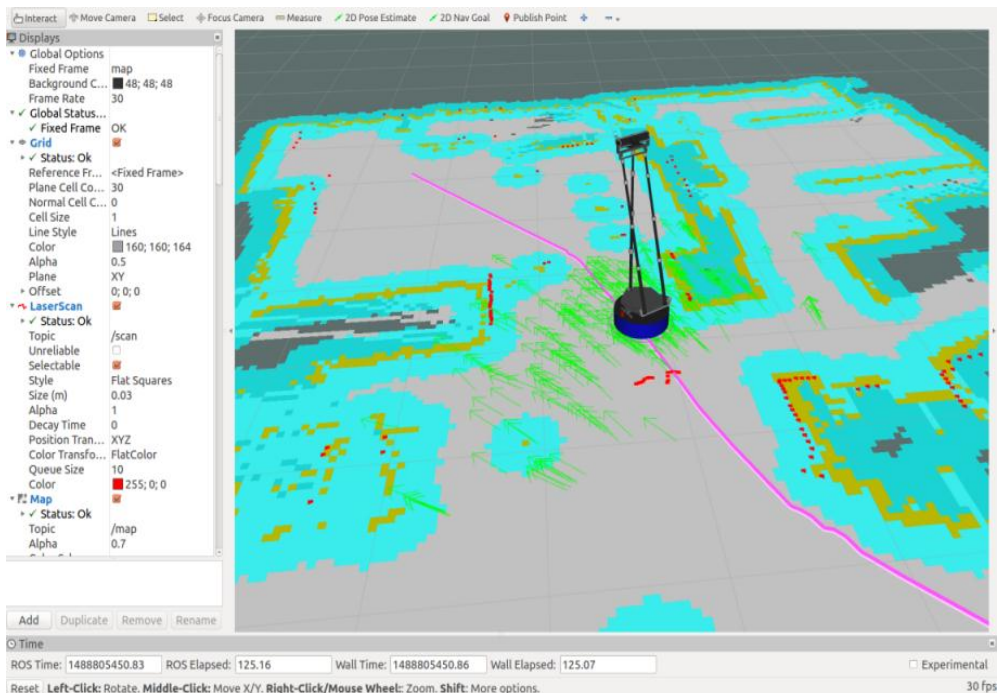 Interact Move Camera Select Focus Camera Measure 2D Pose Estimate 2D Nav Goal Publish Point
Displays
Global Options
Fixed Frame map
Background C... 48; 48; 48
Frame Rate 30
Global Status...
Fixed Frame OK
Grid
Status: Ok
Reference Fr... <Fixed Frame>
Plane Cell Co... 30
Normal Cell C... 0
Cell Size 1
Line Style Lines
Color 160; 160; 164
Alpha 0.5
Plane XY
Offset 0; 0; 0
LaserScan
Status: Ok
Topic /scan
Unreliable
Selectable
Style Flat Squares
Size (m) 0.03
Alpha 1
Decay Time 0
Position Tran... XYZ
Color Transfo... FlatColor
Queue Size 10
Color 255; 0; 0
Map
Status: Ok
Topic /map
Alpha 0.7
Add Duplicate Remove Rename
Time
ROS Time: 1488805450.83 ROS Elapsed: 125.16 Wall Time: 1488805450.86 Wall Elapsed: 125.07 Experimental
Reset Left-Click: Rotate. Middle-Click: Move X/Y. Right-Click/Mouse Wheel:: Zoom. Shift: More options. 30 fps